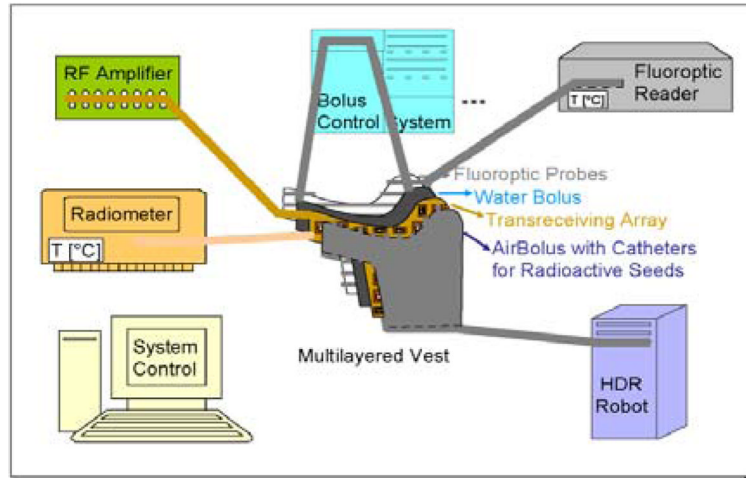 RF Amplifier
Bolus
Control System
...
Fluoroptic
Reader
T [°C]
Fluoroptic Probes
Water Bolus
Transreceiving Array
AirBolus with Catheters
for Radioactive Seeds
Radiometer
T [°C]
System
Control
Multilayered Vest
HDR
Robot